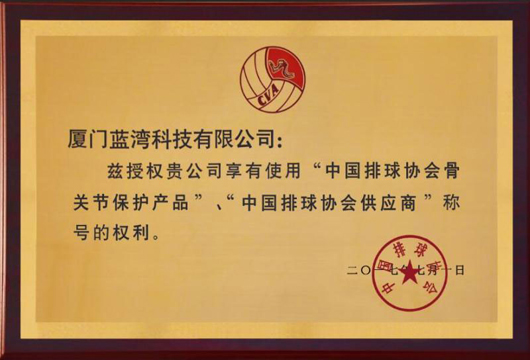 CVA
厦门蓝湾科技有限公司：
兹授权贵公司享有使用“中国排球协会骨
关节保护产品”、“中国排球协会供应商”称
号的权利。
二〇一七年七月一日
中国排球协会